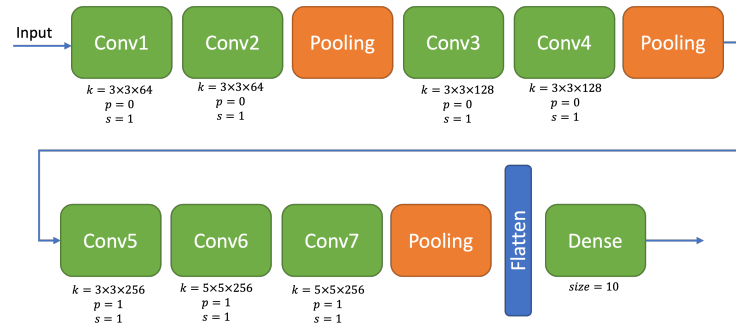 Input
Conv1
Conv2
Pooling
Conv3
Conv4
Pooling
k = 3×3×64
p = 0
s = 1
k = 3×3×64
p = 0
s = 1
k = 3×3×128
p = 0
s = 1
k = 3×3×128
p = 0
s = 1
Conv5
Conv6
Conv7
Pooling
Flatten
Dense
k = 3×3×256
p = 1
s = 1
k = 5×5×256
p = 1
s = 1
k = 5×5×256
p = 1
s = 1
size = 10